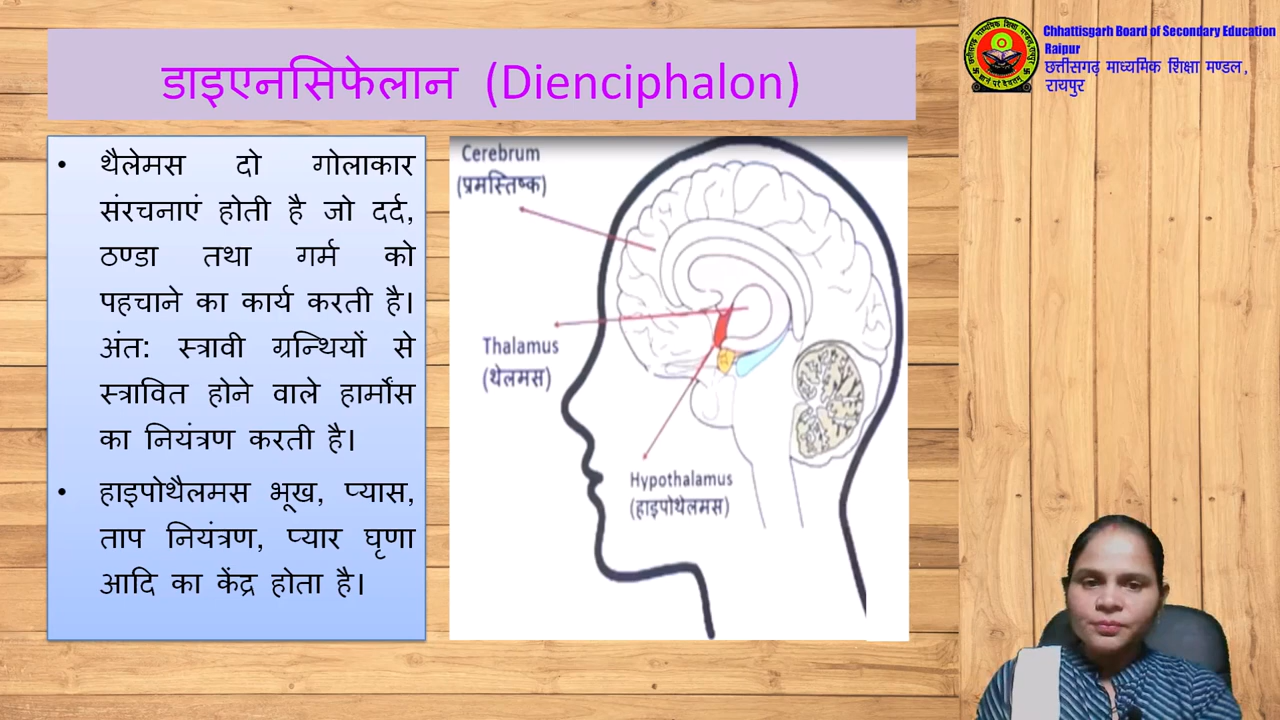 डाइएनसिफेलान (Dienciphalon)
Chhattisgarh Board of Secondary Education
Raipur
छत्तीसगढ़ माध्यमिक शिक्षा मण्डल,
रायपुर
• थैलेमस दो गोलाकार
संरचनाएं होती है जो दर्द,
ठण्डा तथा गर्म को
पहचाने का कार्य करती है।
अंत: स्त्रावी ग्रन्थियों से
स्त्रावित होने वाले हार्मोंस
का नियंत्रण करती है।
• हाइपोथैलमस भूख, प्यास,
ताप नियंत्रण, प्यार घृणा
आदि का केंद्र होता है।
Cerebrum
(प्रमस्तिष्क)
Thalamus
(थेलमस)
Hypothalamus
(हाइपोथेलमस)